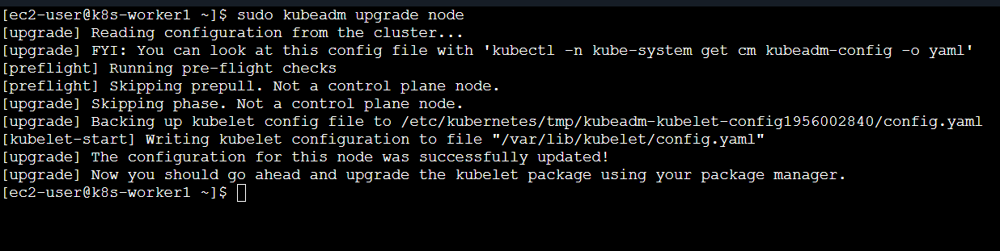 [ec2-user@k8s-worker1 ~]$ sudo kubeadm upgrade node
[upgrade] Reading configuration from the cluster...
[upgrade] FYI: You can look at this config file with 'kubectl -n kube-system get cm kubeadm-config -o yaml'
[preflight] Running pre-flight checks
[preflight] Skipping prepull. Not a control plane node.
[upgrade] Skipping phase. Not a control plane node.
[upgrade] Backing up kubelet config file to /etc/kubernetes/tmp/kubeadm-kubelet-config1956002840/config.yaml
[kubelet-start] Writing kubelet configuration to file "/var/lib/kubelet/config.yaml"
[upgrade] The configuration for this node was successfully updated!
[upgrade] Now you should go ahead and upgrade the kubelet package using your package manager.
[ec2-user@k8s-worker1 ~]$